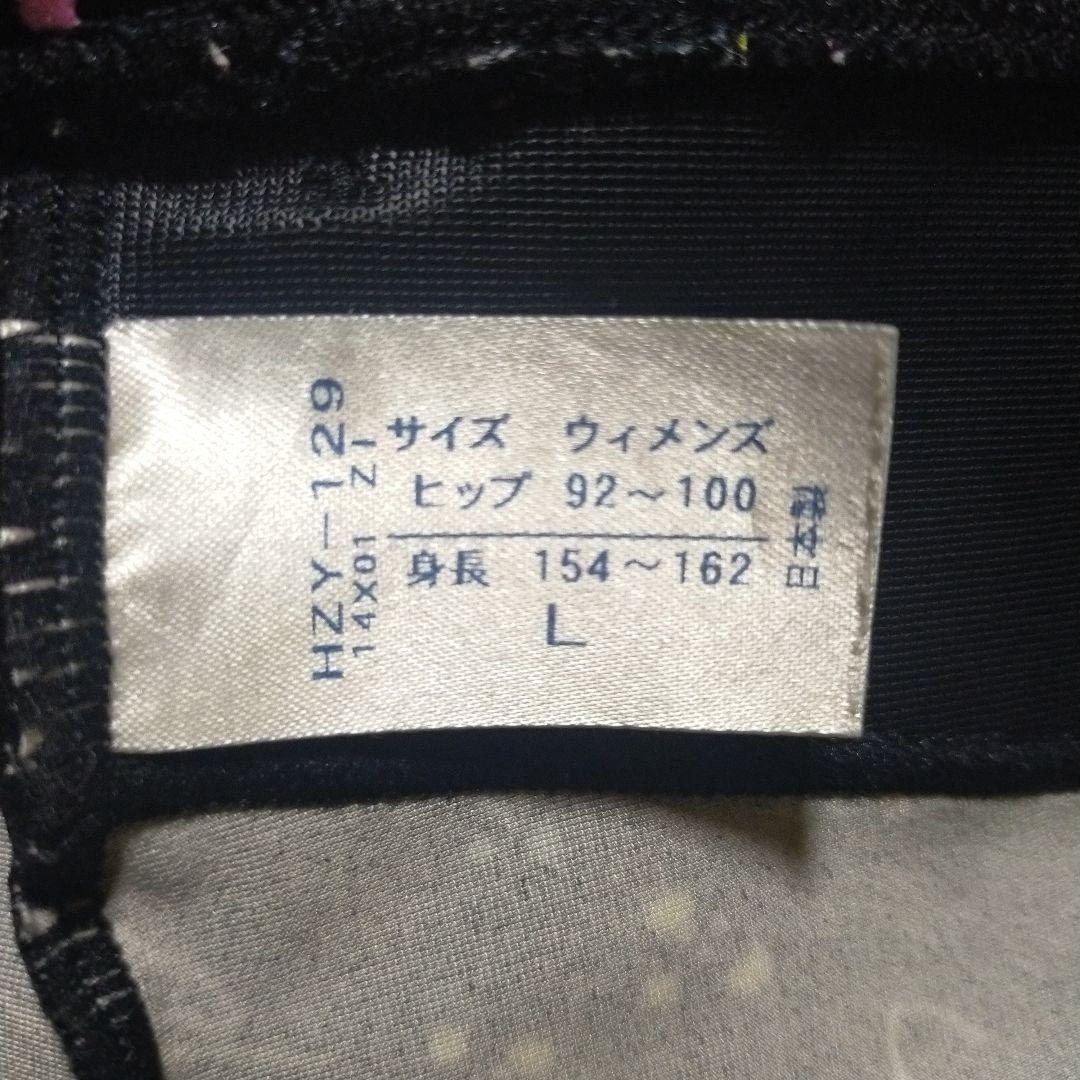 サイズ ウィメンズ
ヒップ 92～100
身長 154～162
L
日本製
HZY-129
14X01 ZI